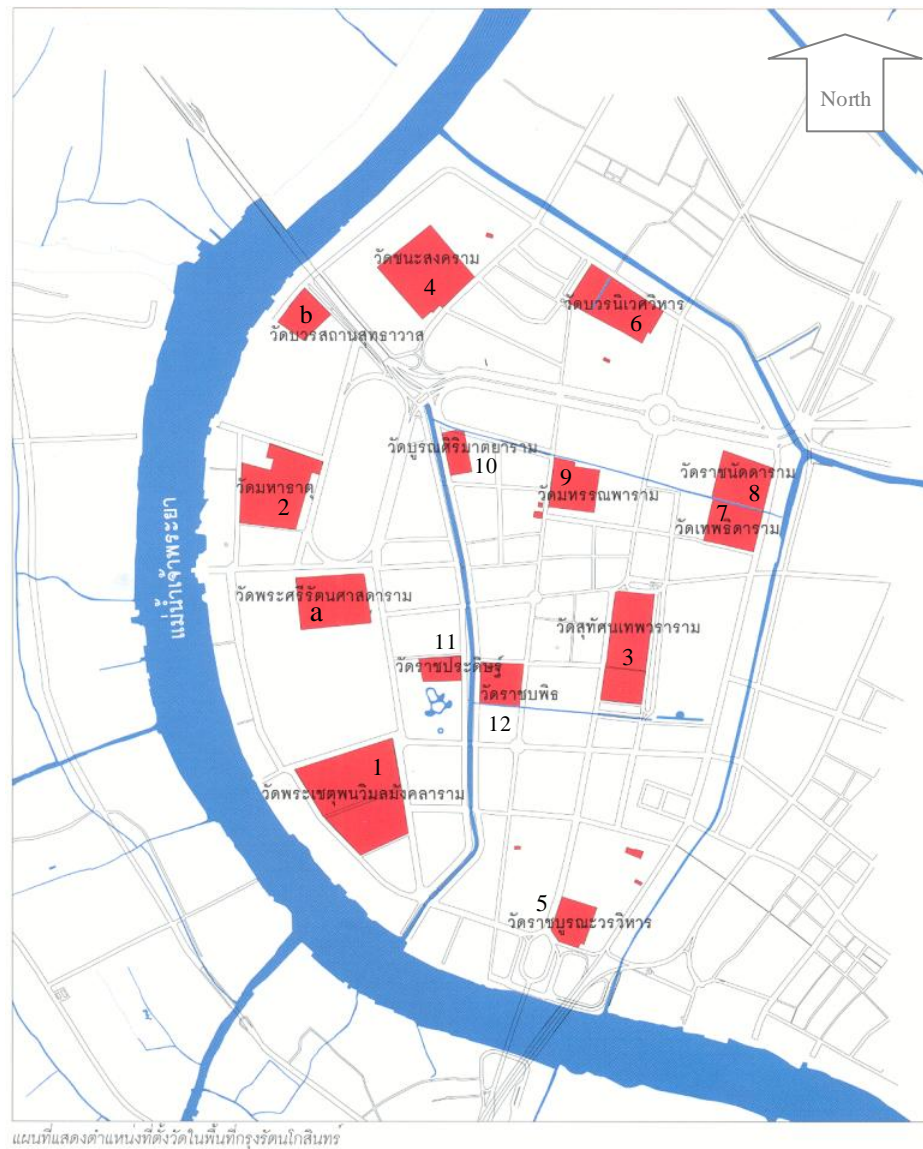 North
วัดชนะสงคราม
4
b
วัดบวรสถานสุทธาวาส
วัดบวรนิเวศวิหาร
6
วัดบูรณศิริมาตยาราม
10
9
วัดมหรรณพาราม
วัดราชนัดดาราม
8
7
วัดเทพธิดาราม
วัดมหาธาตุ
2
แม่น้ำเจ้าพระยา
วัดพระศรีรัตนศาสดาราม
a
วัดสุทัศนเทพวราราม
3
11
วัดราชประดิษฐ์
วัดราชบพิธ
12
1
วัดพระเชตุพนวิมลมังคลาราม
5
วัดราชบูรณะวรวิหาร
แผนที่แสดงตำแหน่งที่ตั้งวัดในพื้นที่กรุงรัตนโกสินทร์